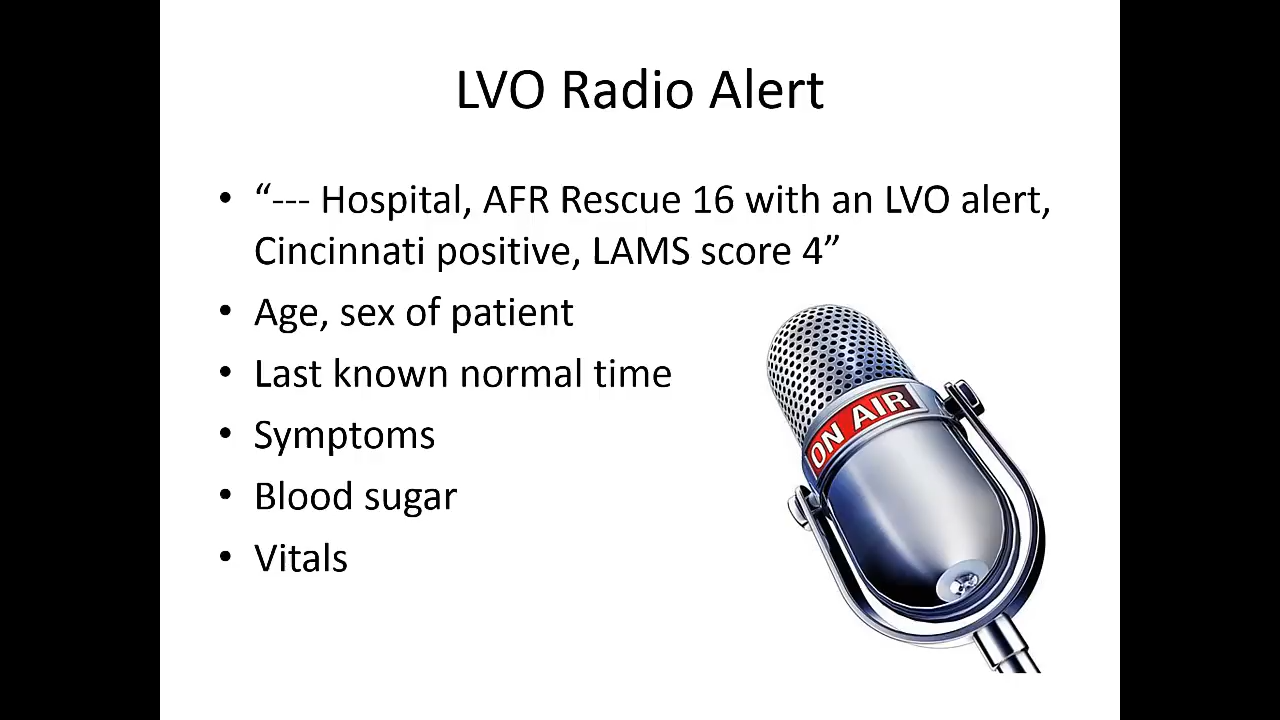 LVO Radio Alert
• “--- Hospital, AFR Rescue 16 with an LVO alert,
Cincinnati positive, LAMS score 4”
• Age, sex of patient
• Last known normal time
• Symptoms
• Blood sugar
• Vitals
ON AIR